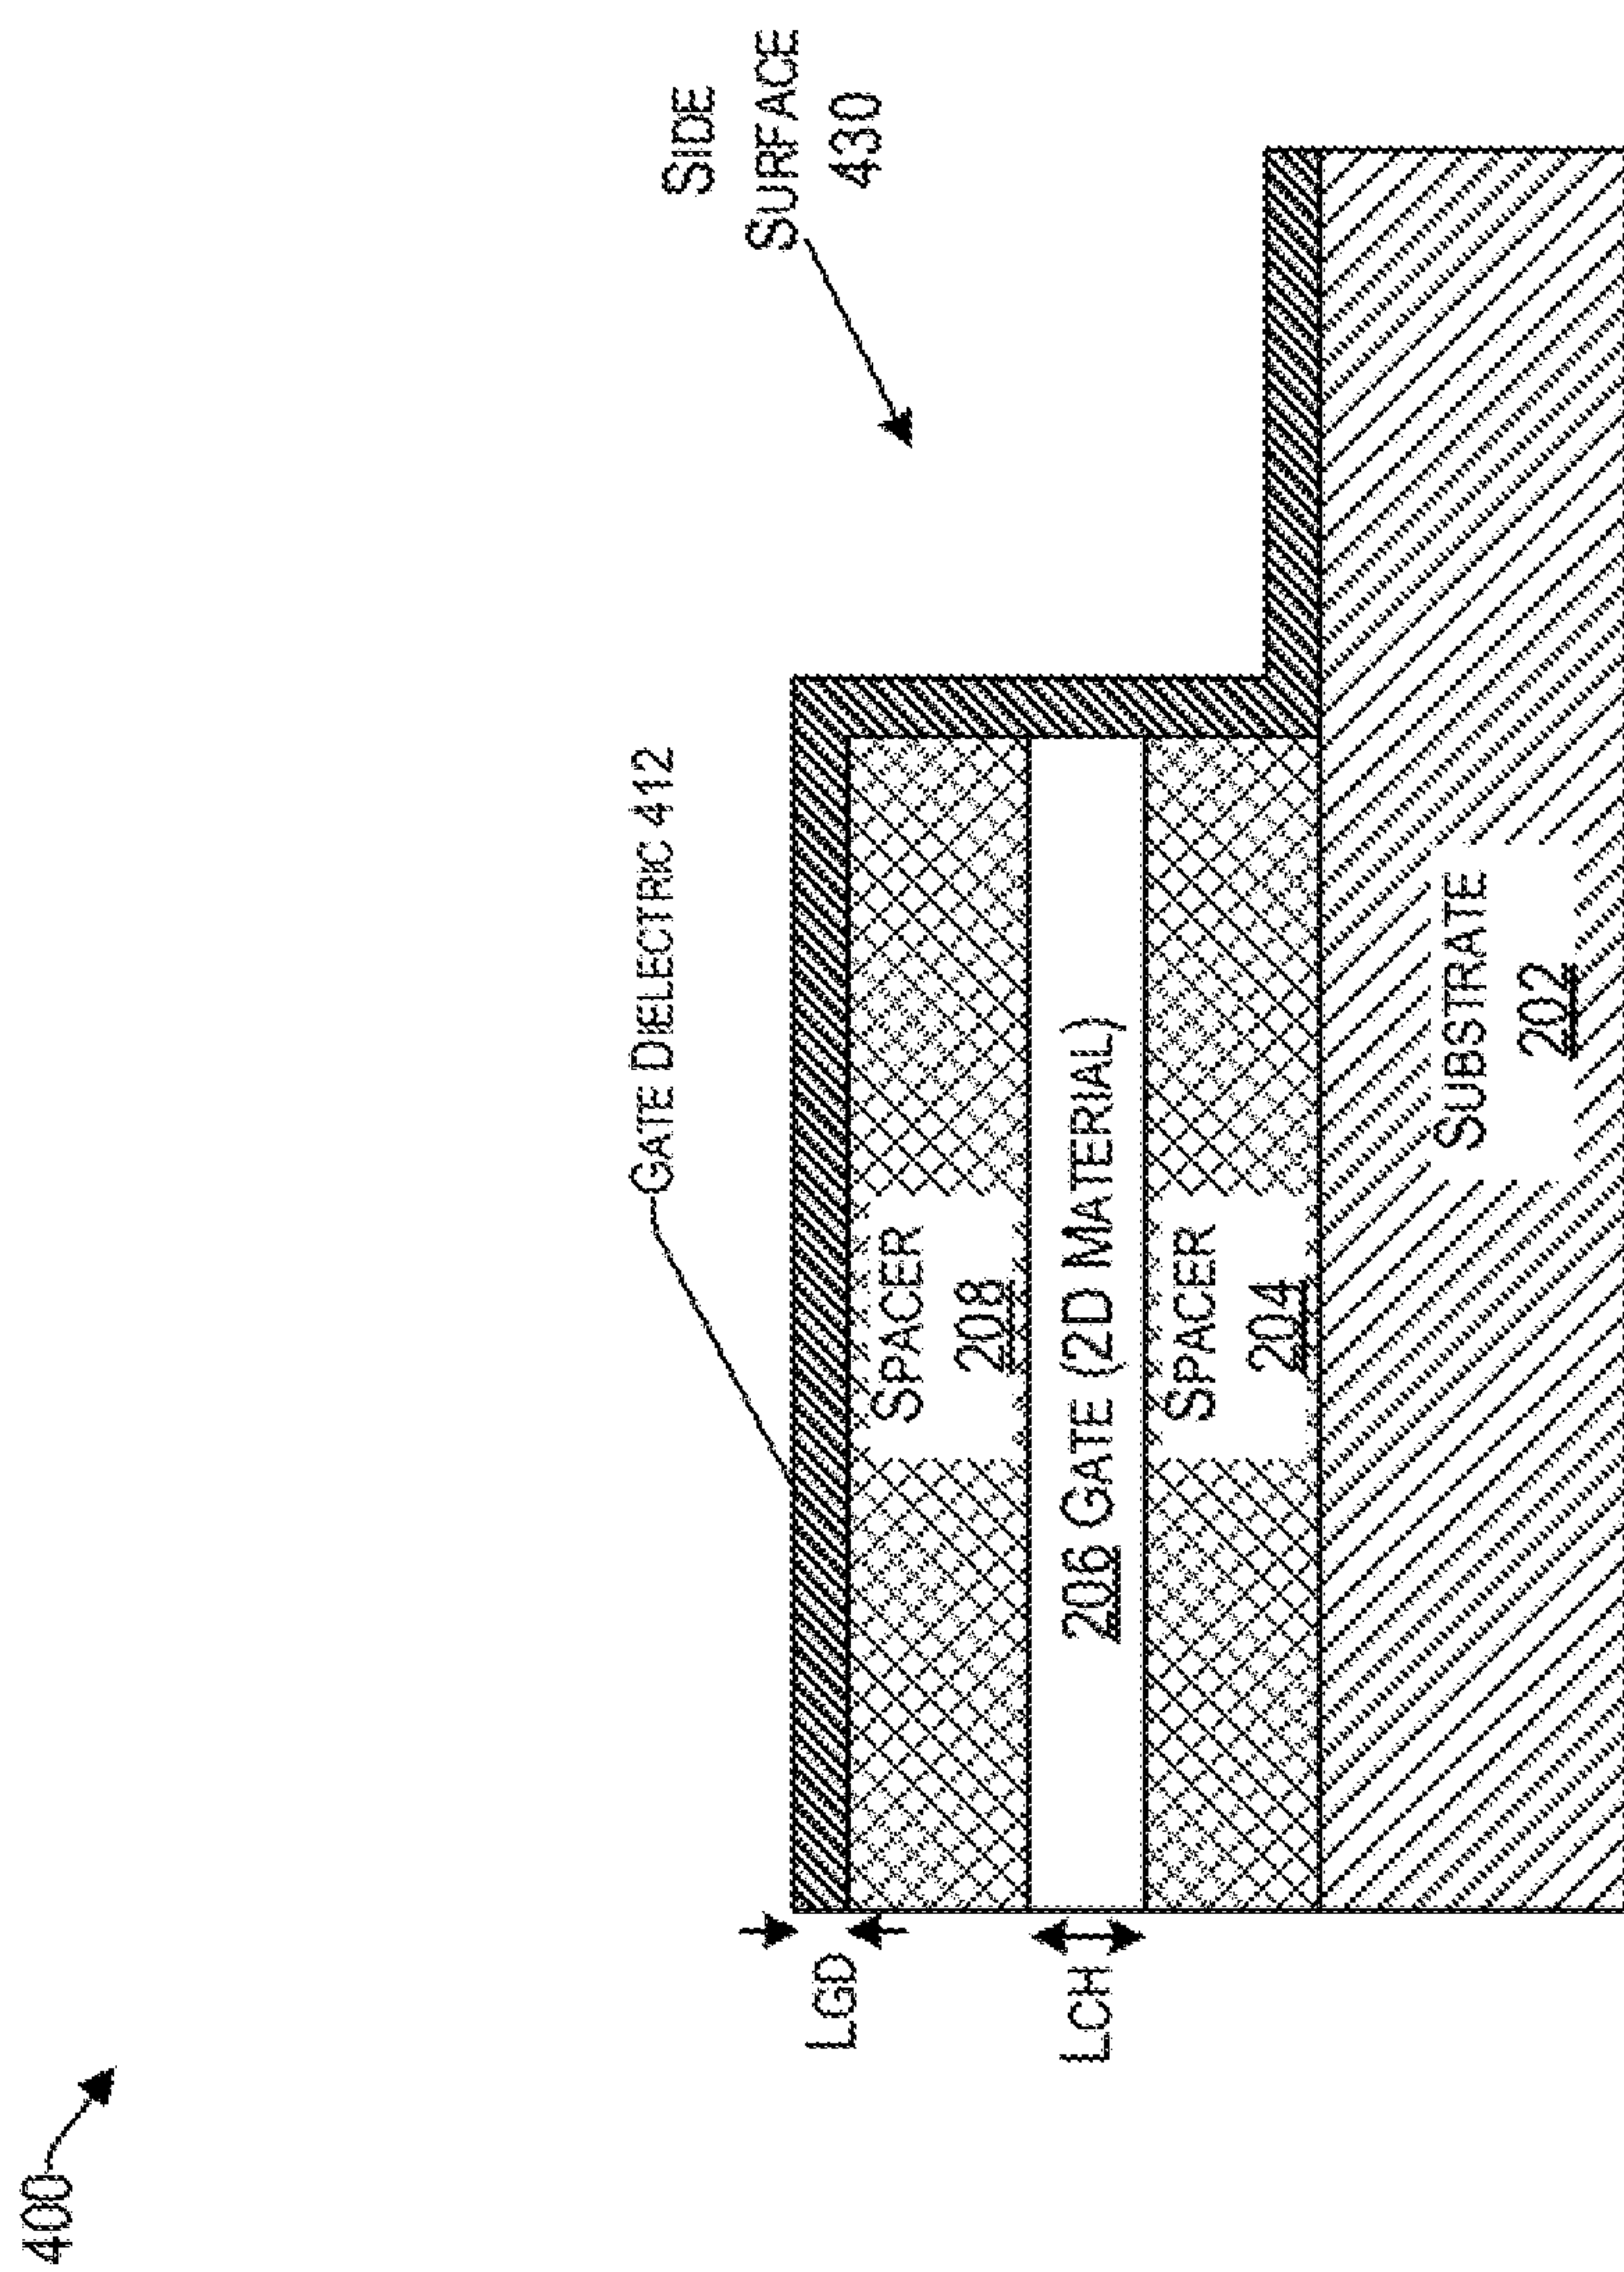 400
SIDE
SURFACE
430
GATE DIELECTRIC 412
LGD
SPACER
208
LCH
206 GATE (2D MATERIAL)
SPACER
204
SUBSTRATE
202